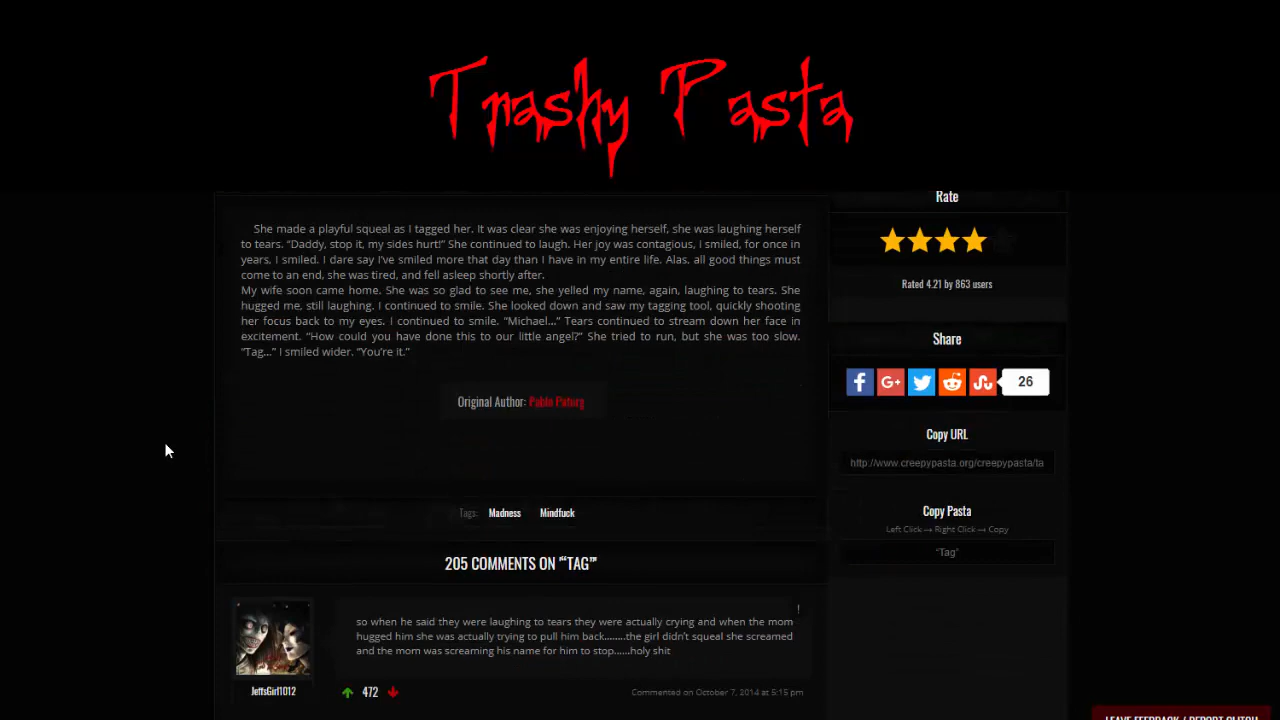 Trashy Pasta
She made a playful squeal as I tagged her. It was clear she was enjoying herself, she was laughing herself
to tears. “Daddy, stop it, my sides hurt!” She continued to laugh. Her joy was contagious, I smiled, for once in
years, I smiled. I dare say I’ve smiled more that day than I have in my entire life. Alas, all good things must
come to an end, she was tired, and fell asleep shortly after.
My wife soon came home. She was so glad to see me, she yelled my name, again, laughing to tears. She
hugged me, still laughing. I continued to smile. She looked down and saw my tagging tool, quickly shooting
her focus back to my eyes. I continued to smile. “Michael…” Tears continued to stream down her face in
excitement. “How could you have done this to our little angel?” She tried to run, but she was too slow.
“Tag…” I smiled wider. “You’re it.”
Original Author:
Tags: Madness Mindfuck
205 COMMENTS ON “"TAG"”
!
so when he said they were laughing to tears they were actually crying and when the mom
hugged him she was actually trying to pull him back........the girl didn’t squeal she screamed
and the mom was screaming his name for him to stop......holy shit
JeffsGirl1012
472
Commented on October 7, 2014 at 5:15 pm
Rate
Rated 4.21 by 863 users
Share
26
Copy URL
http://www.creepypasta.org/creepypasta/ta
Copy Pasta
Left Click → Right Click → Copy
"Tag"
LEAVE FEEDBACK / REPORT GLITCH